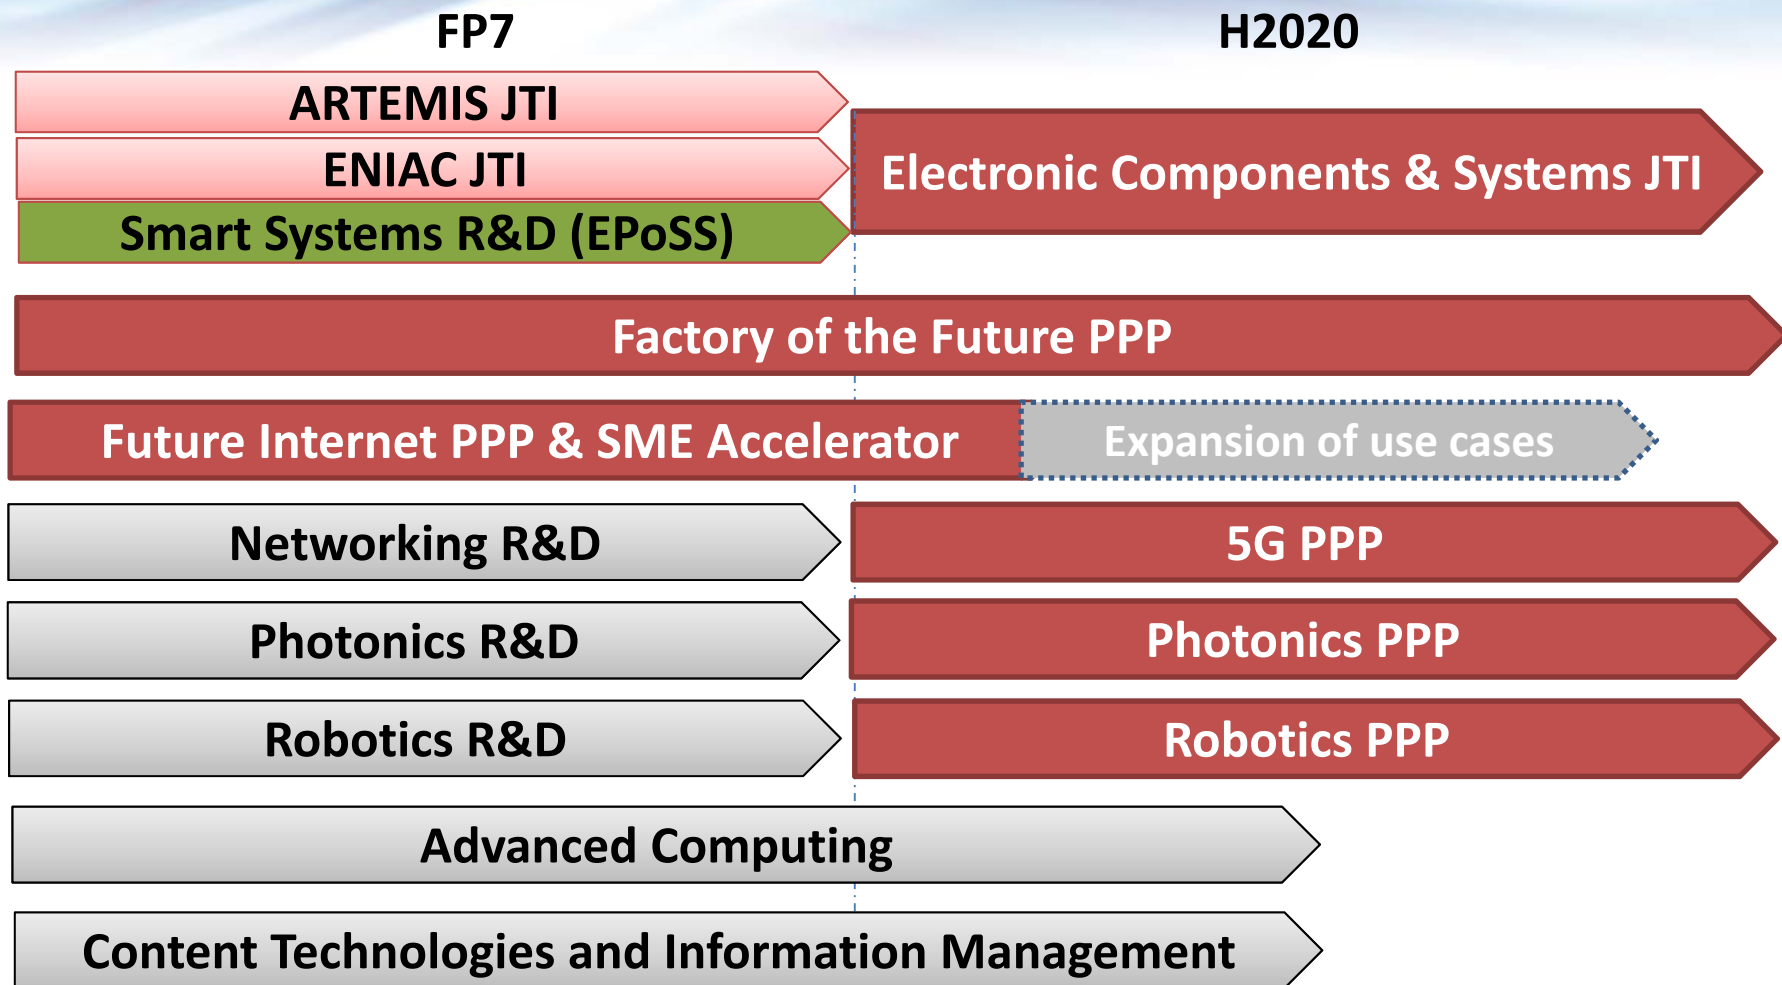 FP7
H2020
ARTEMIS JTI
ENIAC JTI
Smart Systems R&D (EPoSS)
Electronic Components & Systems JTI
Factory of the Future PPP
Future Internet PPP & SME Accelerator
Expansion of use cases
Networking R&D
5G PPP
Photonics R&D
Photonics PPP
Robotics R&D
Robotics PPP
Advanced Computing
Content Technologies and Information Management